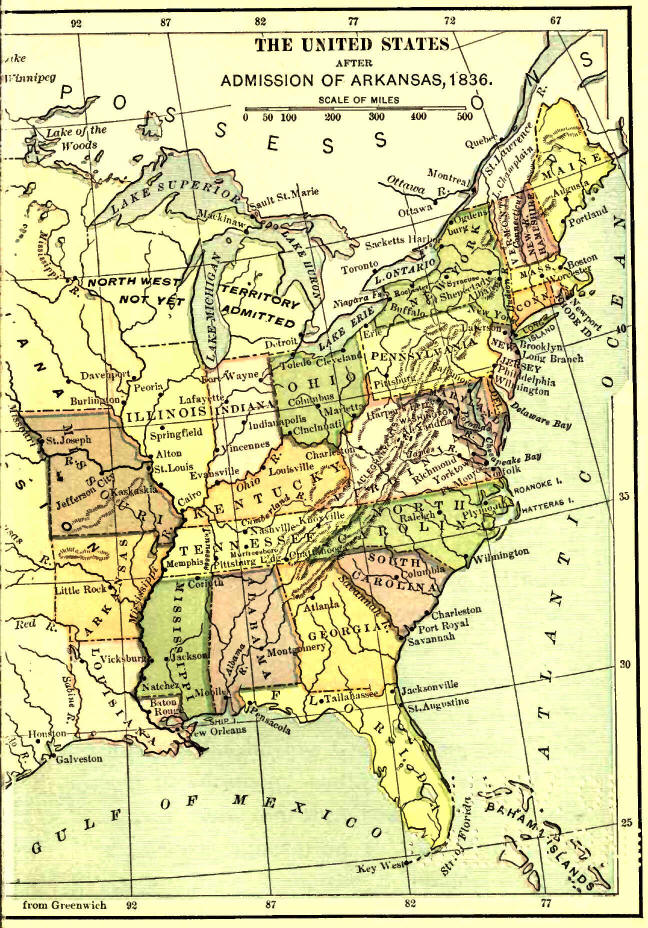 92 87 82 77 72 67
THE UNITED STATES
AFTER
ADMISSION OF ARKANSAS, 1836.
SCALE OF MILES
0 50 100 200 300 400 500
Winnipeg
POSSESS O N S
Lake of the
Woods
LAKE SUPERIOR
Sault St. Marie
Mackinaw
LAKE HURON
LAKE MICHIGAN
Mississippi R.
NORTH WEST TERRITORY
NOT YET ADMITTED
Quebec
St. Lawrence R.
L. Champlain
Montreal
Ottawa R.
Ottawa
MAINE
Augusta
Portland
Ogdensburg
Sacketts Harbor
Toronto
L. ONTARIO
Niagara
Rochester
Syracuse
Buffalo
NEW YORK
New York
VERMONT
NEW HAMPSHIRE
Connecticut
MASS.
Boston
Worcester
CONN.
Newport
RHODE ID.
LONG ISLAND
Brooklyn
Long Branch
NEW JERSEY
Philadelphia
Wilmington
LAKE ERIE
Erie
Detroit
Toledo
Cleveland
PENNSYLVANIA
Pittsburg
DEL.
Delaware Bay
Davenport
Burlington
Peoria
Fort Wayne
Lafayette
ILLINOIS
INDIANA
OHIO
Columbus
Marietta
Cincinnati
Indianapolis
Springfield
Vincennes
Alton
St. Louis
Evansville
Louisville
Charleston
Cairo
Ohio R.
KENTUCKY
St. Joseph
MISSOURI
Jefferson City
Kaskaskia
Richmond
Yorktown
Norfolk
James R.
Chesapeake Bay
ROANOKE I.
HATTERAS I.
NORTH CAROLINA
Raleigh
Plymouth
Wilmington
Cumberland R.
Nashville
Knoxville
TENNESSEE
Murfreesboro
Memphis
Pittsburg L'dg
Chattanooga
Corinth
ARKANSAS
Little Rock
Mississippi R.
Red R.
SOUTH CAROLINA
Columbia
Charleston
Port Royal
Savannah
Savannah
Atlanta
GEORGIA
MISSISSIPPI
ALABAMA
Alabama R.
Montgomery
Vicksburg
Jackson
Natchez
Mobile
LOUISIANA
Baton Rouge
SHIP I.
New Orleans
Pensacola
Tallahassee
Jacksonville
St. Augustine
FLORIDA
Sabine R.
Houston
Galveston
GULF OF MEXICO
ATLANTIC OCEAN
Key West
Str. of Florida
BAHAMA ISLANDS
40
35
30
25
from Greenwich 92 87 82 77